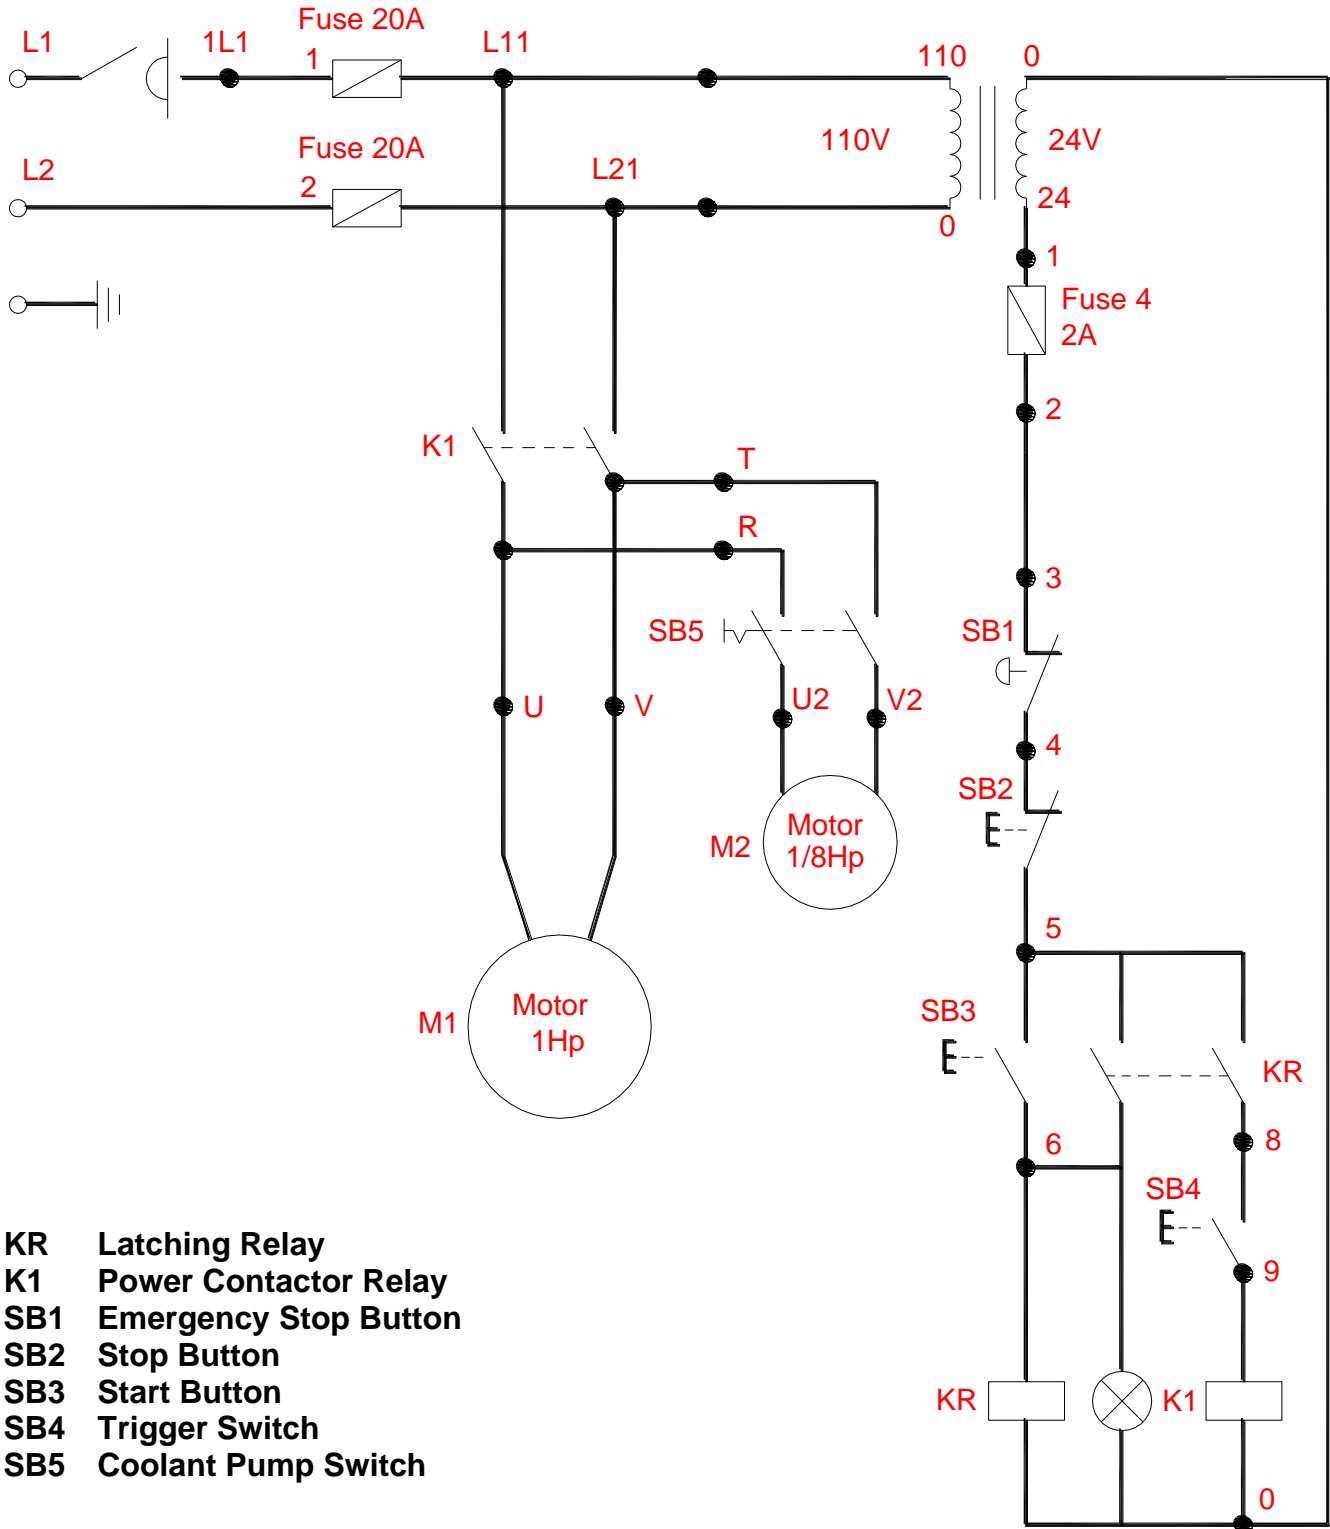 Fuse 20A
L1
1L1
1
L11
110
0
Fuse 20A
110V
24V
L2
2
L21
24
0
1
Fuse 4
2A
2
K1
T
R
3
SB5
SB1
U
V
U2
V2
4
SB2
M2
Motor
1/8Hp
5
M1
Motor
1Hp
SB3
KR
6
8
SB4
9
KR
K1
0
KR Latching Relay
K1 Power Contactor Relay
SB1 Emergency Stop Button
SB2 Stop Button
SB3 Start Button
SB4 Trigger Switch
SB5 Coolant Pump Switch